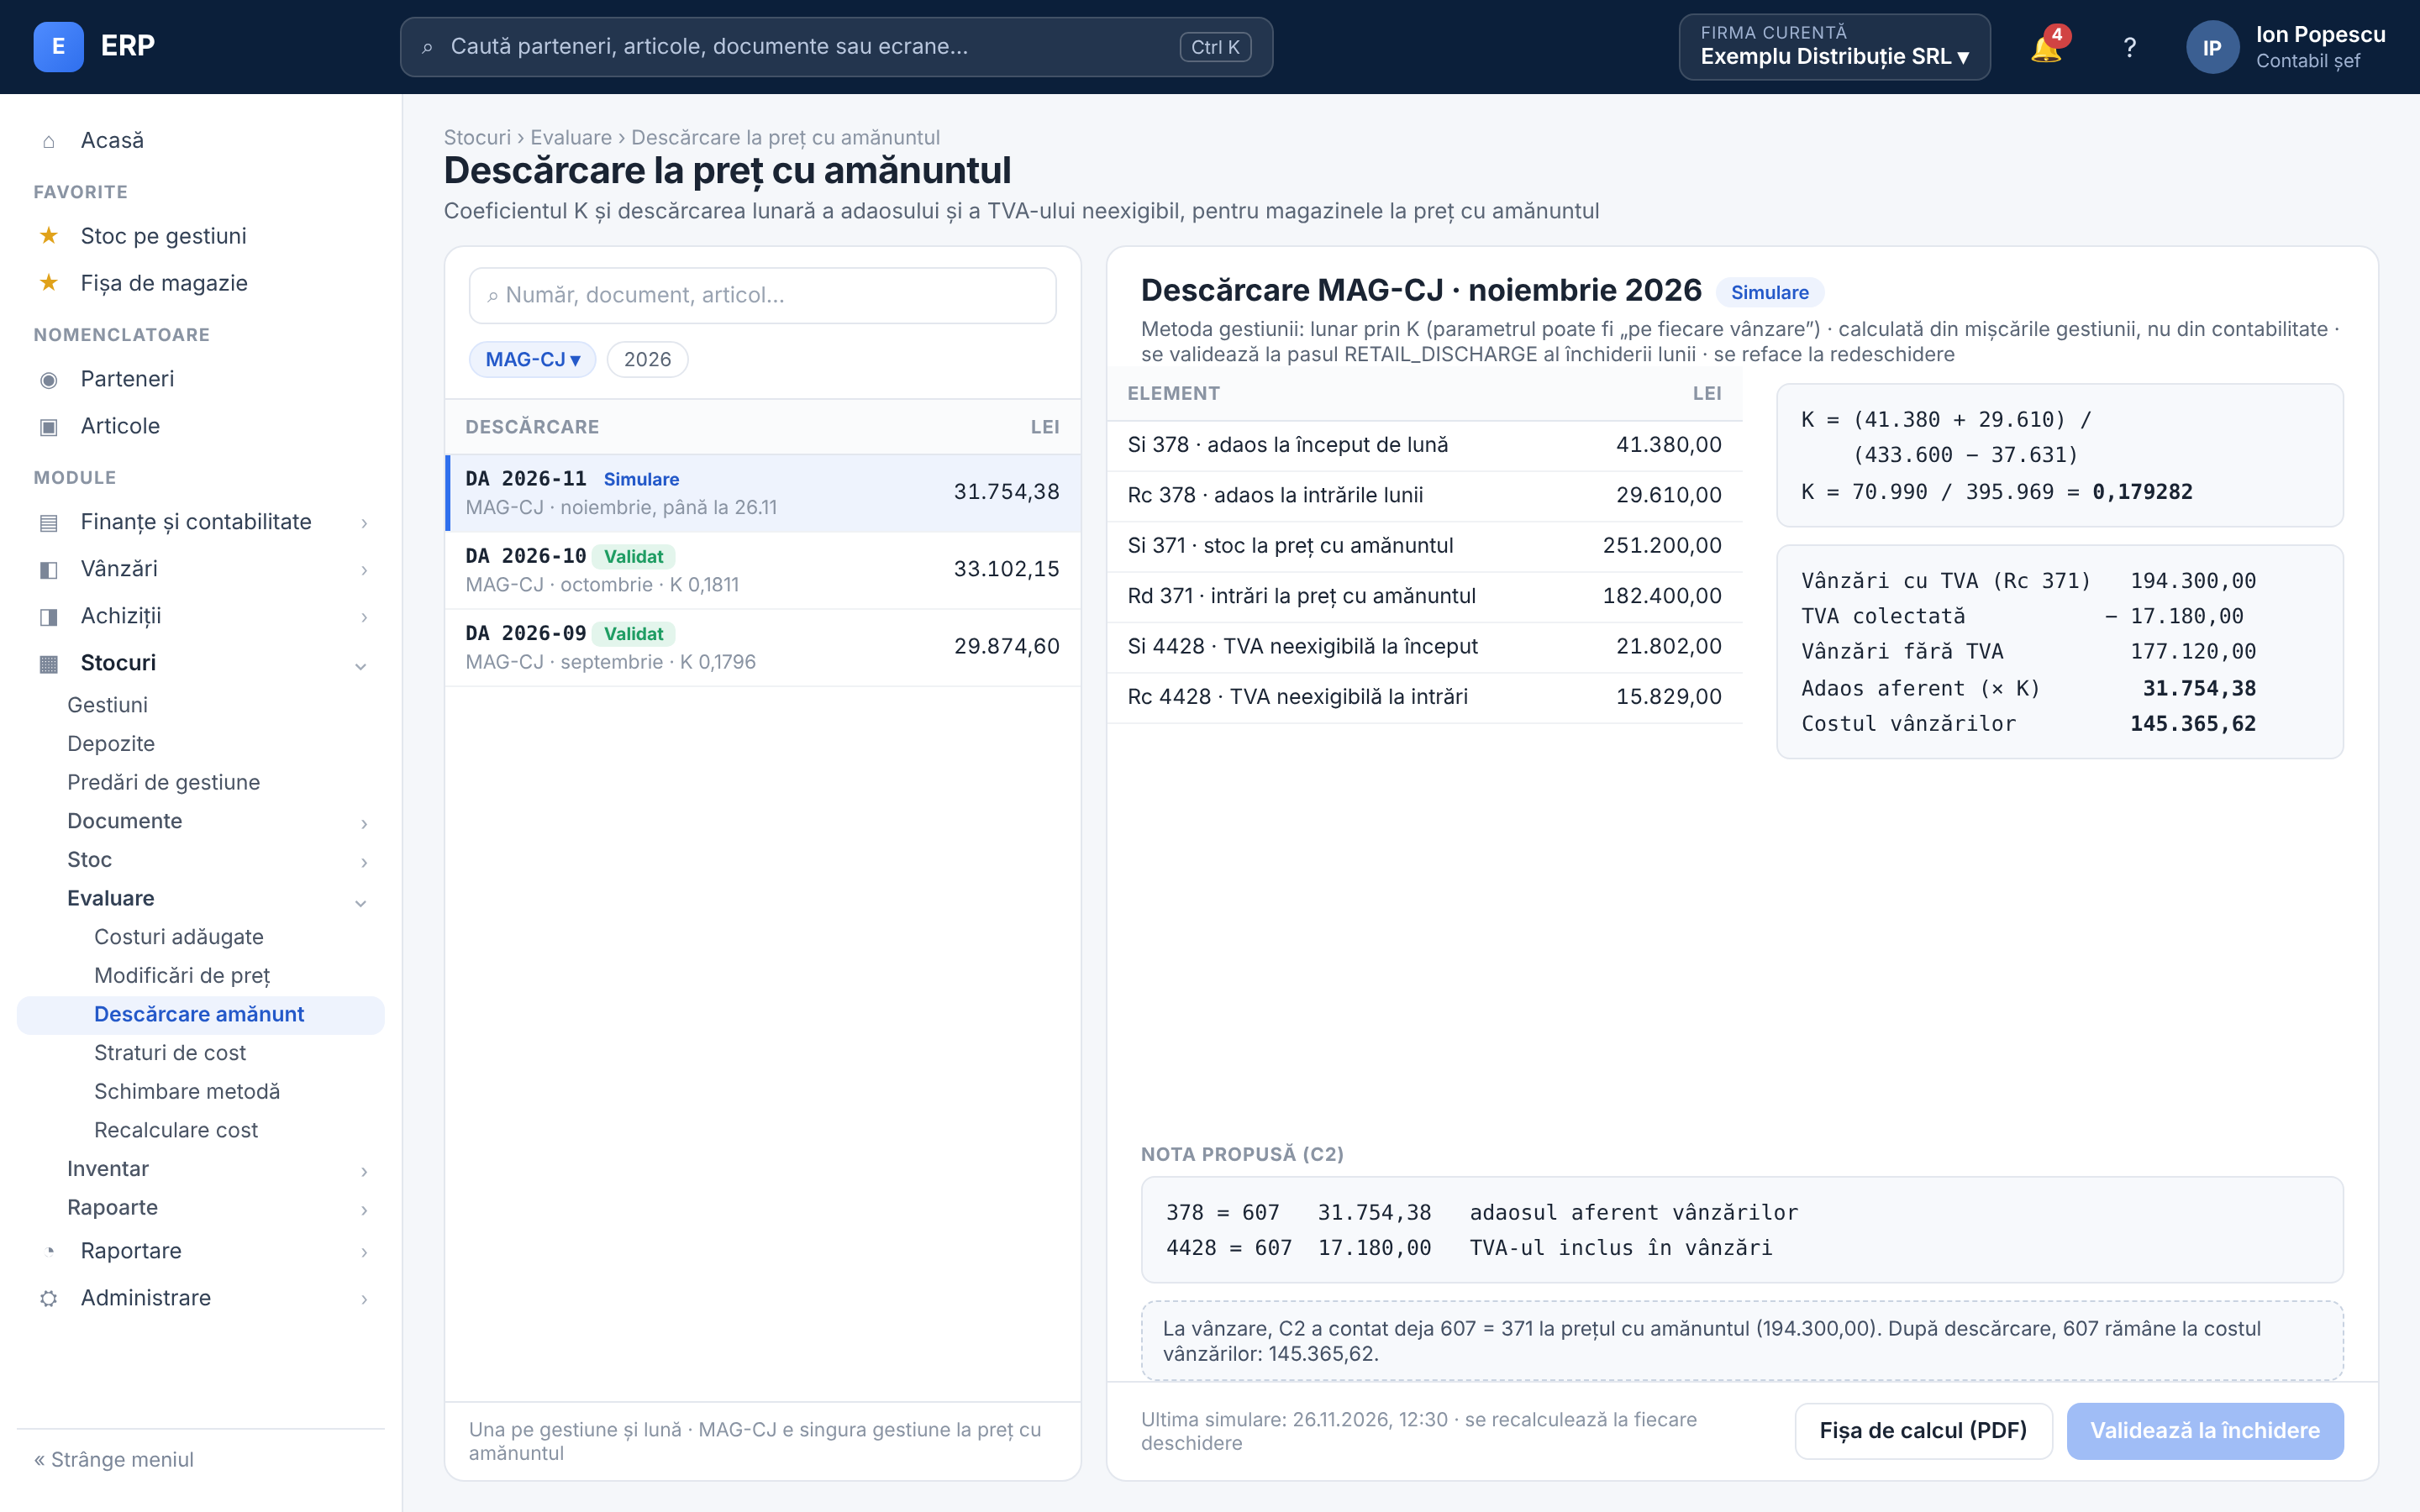 E ERP
Caută parteneri, articole, documente sau ecrane... Ctrl K
FIRMA CURENTĂ
Exemplu Distribuție SRL ▾
4
?
IP
Ion Popescu
Contabil șef
Acasă
FAVORITE
★ Stoc pe gestiuni
★ Fișa de magazie
NOMENCLATOARE
Parteneri
Articole
MODULE
Finanțe și contabilitate ›
Vânzări ›
Achiziții ›
Stocuri
Gestiuni
Depozite
Predări de gestiune
Documente ›
Stoc ›
Evaluare
Costuri adăugate
Modificări de preț
Descărcare amănunt
Straturi de cost
Schimbare metodă
Recalculare cost
Inventar ›
Rapoarte ›
Raportare ›
Administrare ›
« Strânge meniul
Stocuri › Evaluare › Descărcare la preț cu amănuntul
Descărcare la preț cu amănuntul
Coeficientul K și descărcarea lunară a adaosului și a TVA-ului neexigibil, pentru magazinele la preț cu amănuntul
Număr, document, articol...
MAG-CJ ▾ 2026
DESCĂRCARE LEI
DA 2026-11 Simulare 31.754,38
MAG-CJ · noiembrie, până la 26.11
DA 2026-10 Validat 33.102,15
MAG-CJ · octombrie · K 0,1811
DA 2026-09 Validat 29.874,60
MAG-CJ · septembrie · K 0,1796
Una pe gestiune și lună · MAG-CJ e singura gestiune la preț cu
amănuntul
Descărcare MAG-CJ · noiembrie 2026 Simulare
Metoda gestiunii: lunar prin K (parametrul poate fi „pe fiecare vânzare”) · calculată din mișcările gestiunii, nu din contabilitate ·
se validează la pasul RETAIL_DISCHARGE al închiderii lunii · se reface la redeschidere
ELEMENT LEI
Si 378 · adaos la început de lună 41.380,00
Rc 378 · adaos la intrările lunii 29.610,00
Si 371 · stoc la preț cu amănuntul 251.200,00
Rd 371 · intrări la preț cu amănuntul 182.400,00
Si 4428 · TVA neexigibilă la început 21.802,00
Rc 4428 · TVA neexigibilă la intrări 15.829,00
K = (41.380 + 29.610) /
(433.600 − 37.631)
K = 70.990 / 395.969 = 0,179282
Vânzări cu TVA (Rc 371) 194.300,00
TVA colectată − 17.180,00
Vânzări fără TVA 177.120,00
Adaos aferent (× K) 31.754,38
Costul vânzărilor 145.365,62
NOTA PROPUSĂ (C2)
378 = 607 31.754,38 adaosul aferent vânzărilor
4428 = 607 17.180,00 TVA-ul inclus în vânzări
La vânzare, C2 a contat deja 607 = 371 la prețul cu amănuntul (194.300,00). După descărcare, 607 rămâne la costul
vânzărilor: 145.365,62.
Ultima simulare: 26.11.2026, 12:30 · se recalculează la fiecare
deschidere
Fișa de calcul (PDF) Validează la închidere